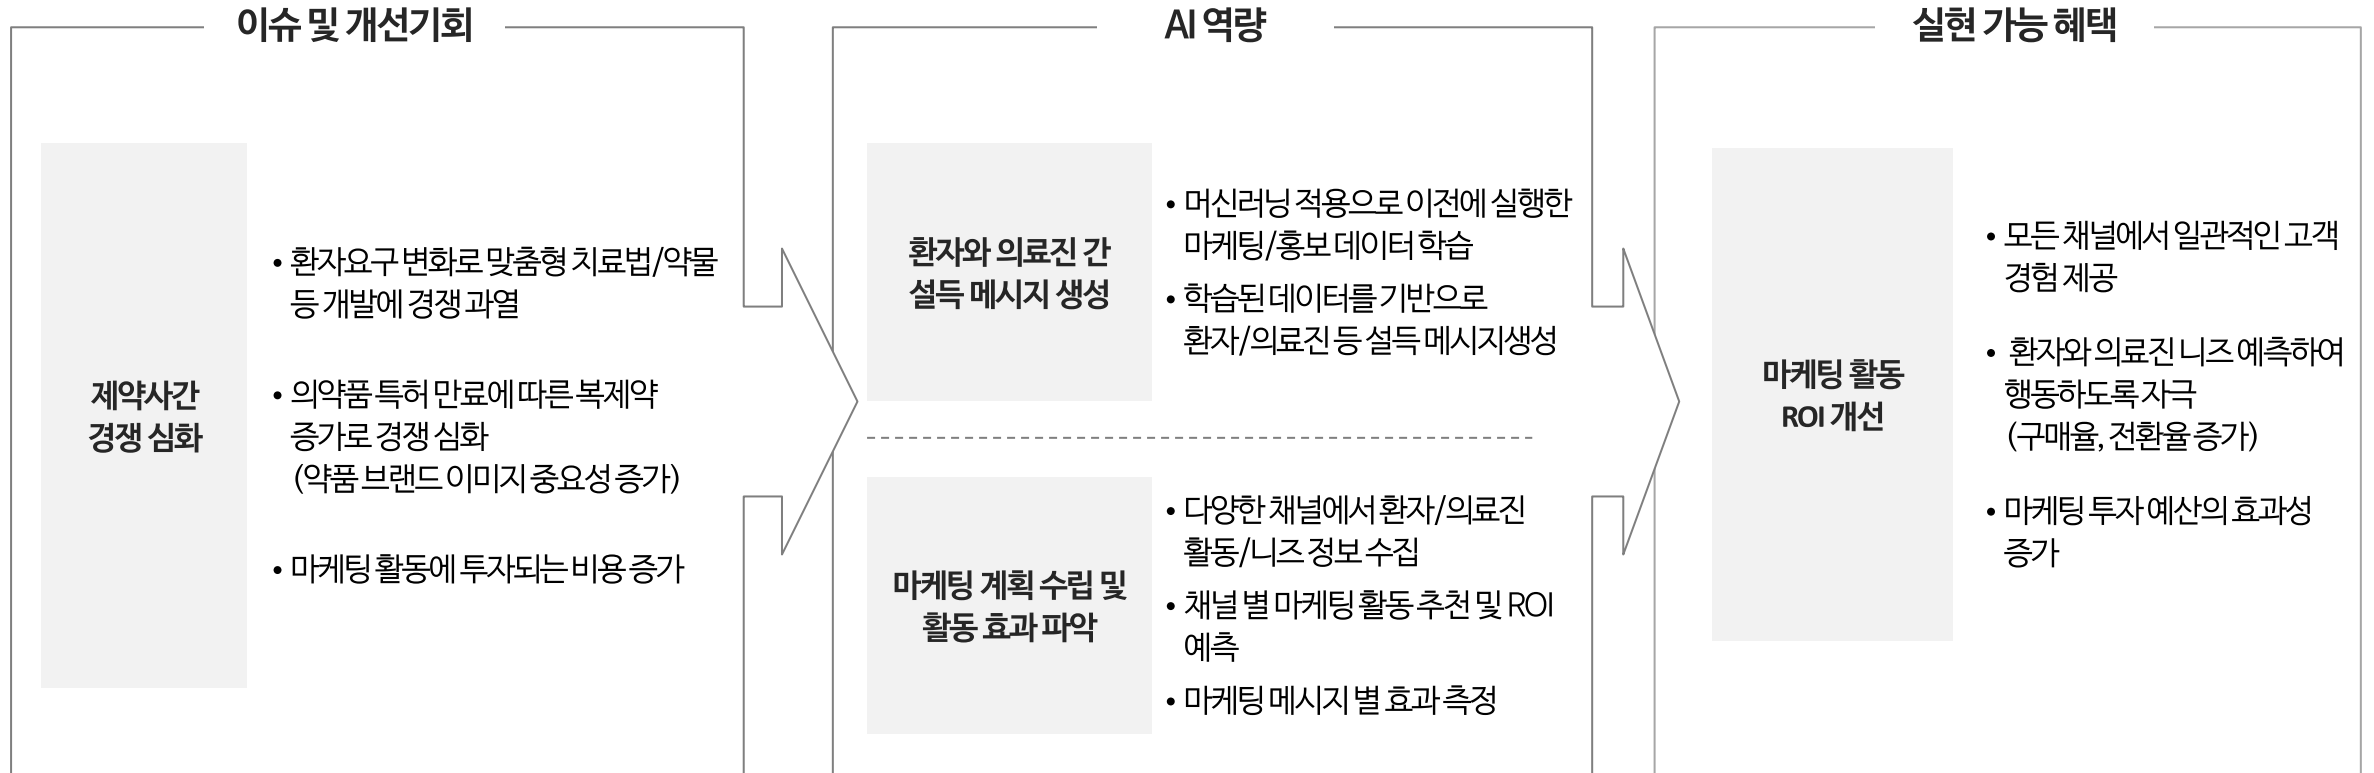 이슈 및 개선기회
제약사간
경쟁 심화
• 환자요구 변화로 맞춤형 치료법/약물
등 개발에 경쟁 과열
• 의약품 특허 만료에 따른 복제약
증가로 경쟁 심화
(약품 브랜드 이미지 중요성 증가)
• 마케팅 활동에 투자되는 비용 증가
AI 역량
환자와 의료진 간
설득 메시지 생성
• 머신러닝 적용으로 이전에 실행한
마케팅/홍보 데이터 학습
• 학습된 데이터를 기반으로
환자/의료진 등 설득 메시지생성
마케팅 계획 수립 및
활동 효과 파악
• 다양한 채널에서 환자/의료진
활동/니즈 정보 수집
• 채널 별 마케팅 활동 추천 및 ROI
예측
• 마케팅 메시지 별 효과 측정
실현 가능 혜택
마케팅 활동
ROI 개선
• 모든 채널에서 일관적인 고객
경험 제공
• 환자와 의료진 니즈 예측하여
행동하도록 자극
(구매율, 전환율 증가)
• 마케팅 투자 예산의 효과성
증가